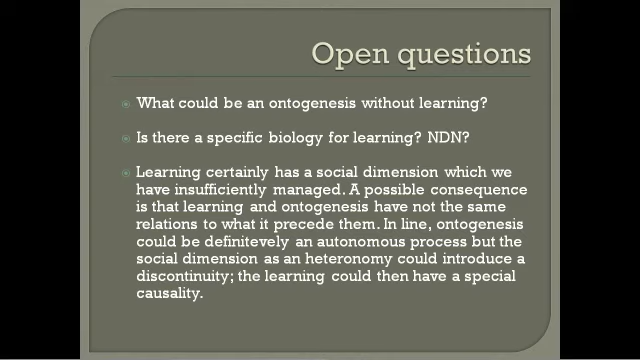 Open questions
What could be an ontogenesis without learning?
Is there a specific biology for learning? NDN?
Learning certainly has a social dimension which we
have insufficiently managed. A possible consequence
is that learning and ontogenesis have not the same
relations to what it precede them. In line, ontogenesis
could be definitevely an autonomous process but the
social dimension as an heteronomy could introduce a
discontinuity; the learning could then have a special
causality.